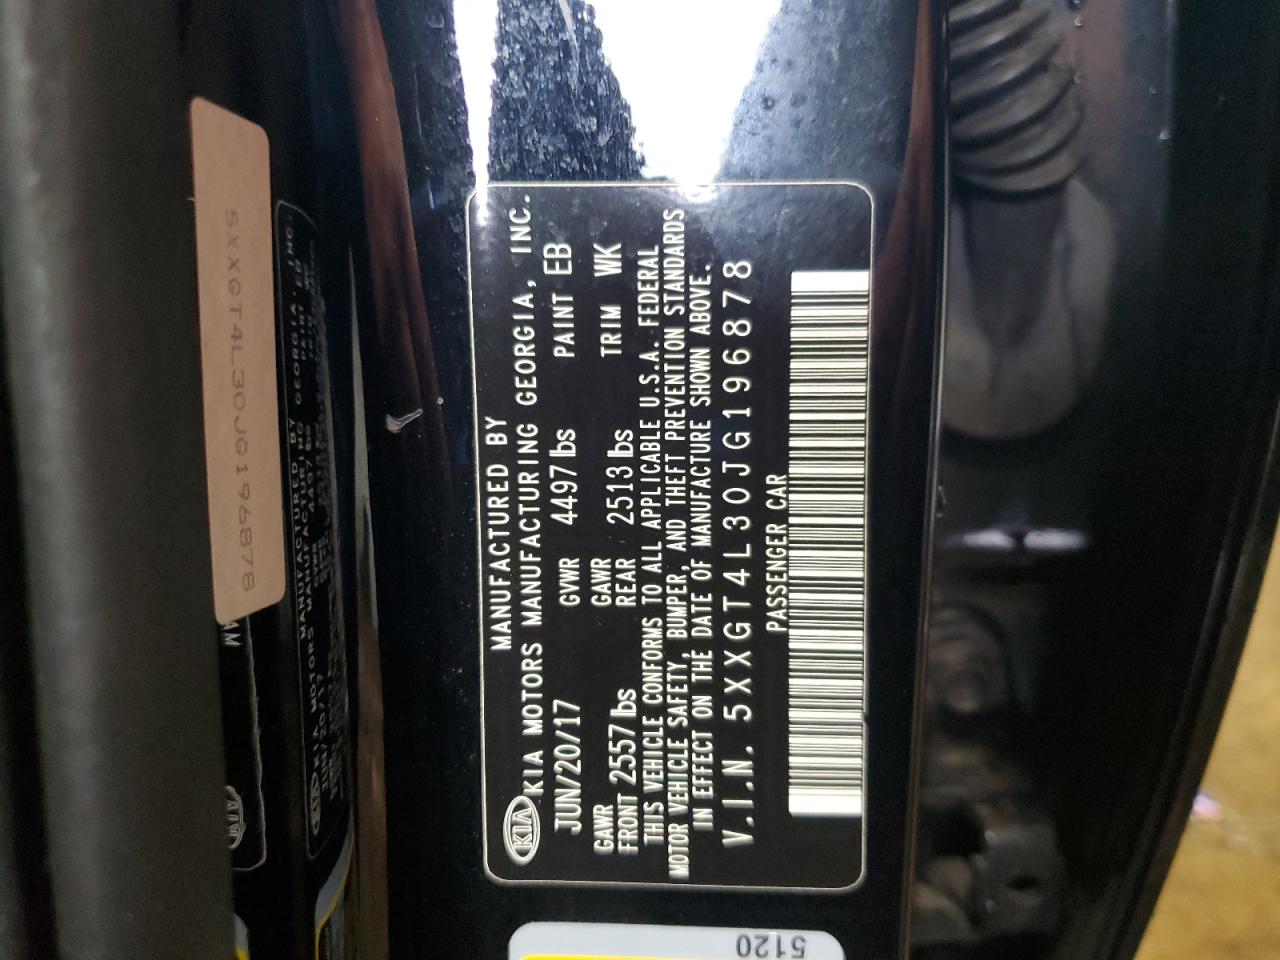 MANUFACTURED BY
KIA KIA MOTORS MANUFACTURING GEORGIA, INC.
JUN/20/17 GVWR 4497 lbs PAINT EB
GAWR FRONT 2557 lbs GAWR REAR 2513 lbs TRIM WK
THIS VEHICLE CONFORMS TO ALL APPLICABLE U.S.A. FEDERAL
MOTOR VEHICLE SAFETY, BUMPER, AND THEFT PREVENTION STANDARDS
IN EFFECT ON THE DATE OF MANUFACTURE SHOWN ABOVE.
V.I.N. 5XXGT4L30JG196878
PASSENGER CAR
5XXGT4L30JG196878
5120